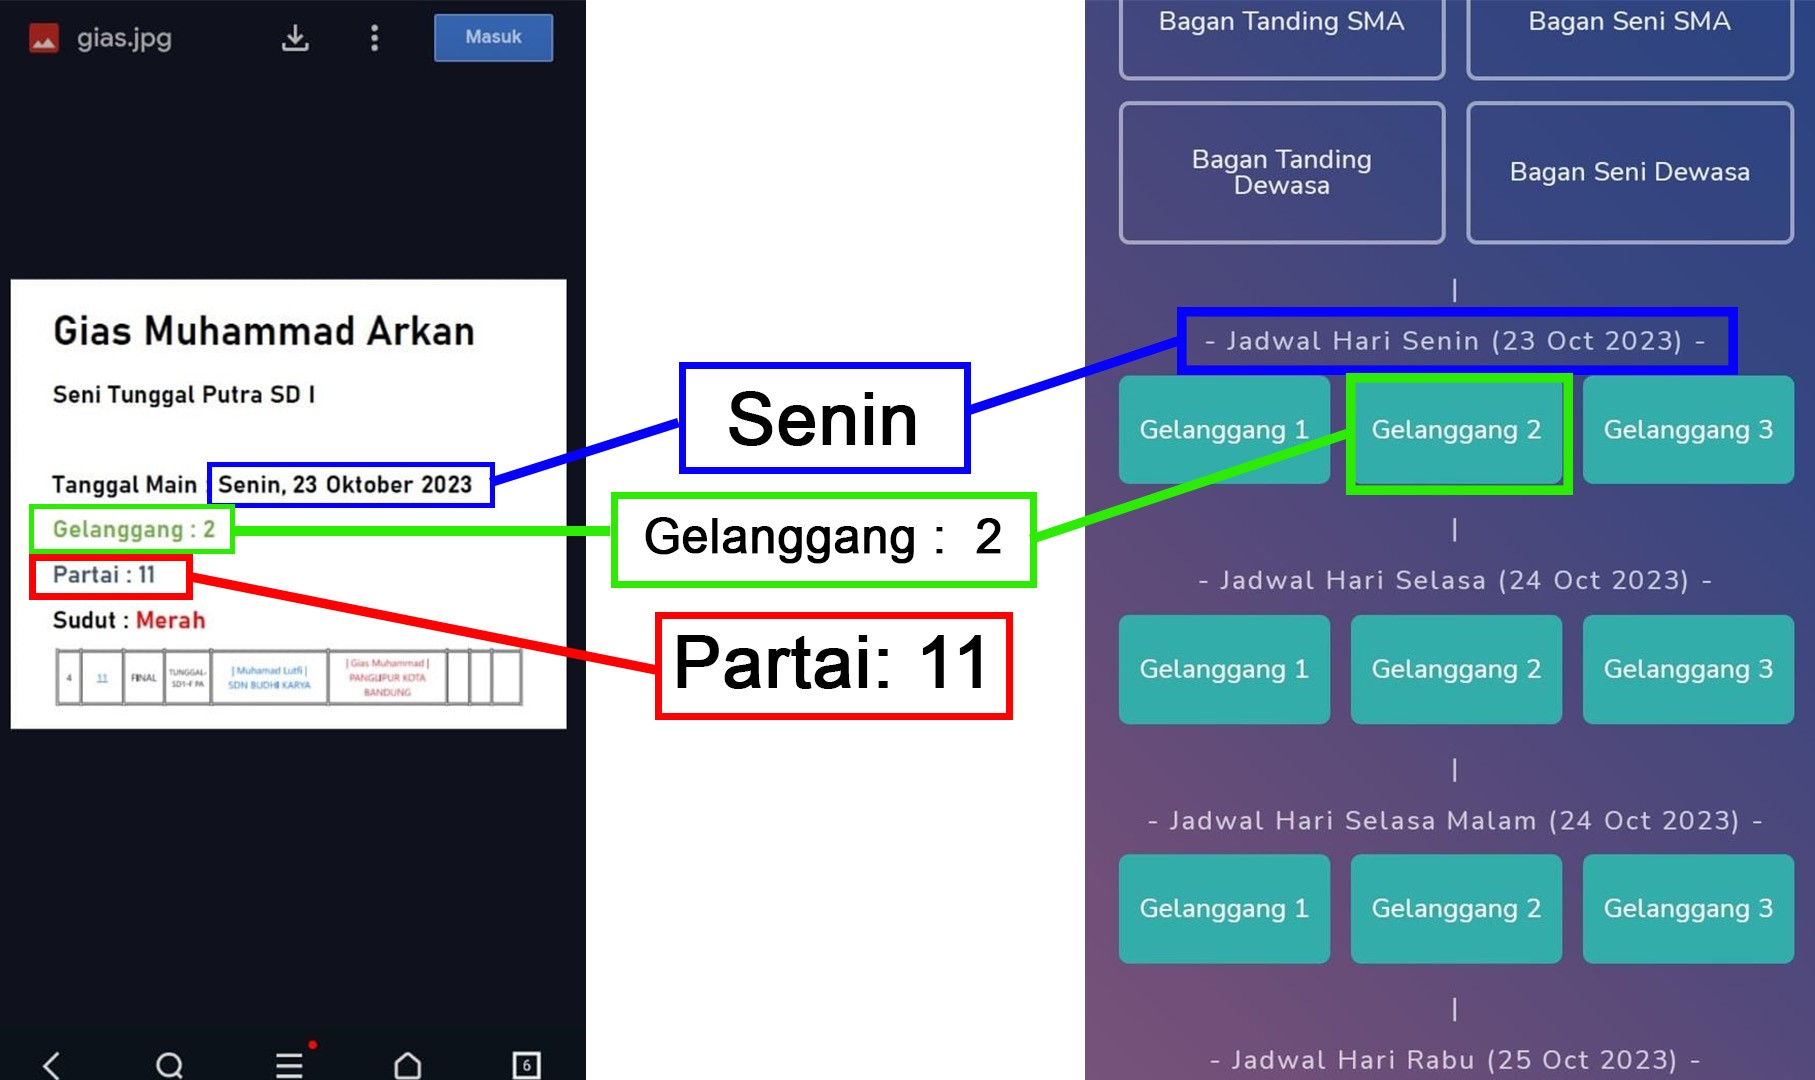 gias.jpg
Masuk
Gias Muhammad Arkan
Seni Tunggal Putra SD I
Tanggal Main : Senin, 23 Oktober 2023
Gelanggang : 2
Partai : 11
Sudut : Merah
4 11 FINAL TUNGGAL-SD1-F PA | Muhamad Lutfi | SDN BUDHI KARYA | Gias Muhammad | PANGLIPUR KOTA BANDUNG
6
Senin
Gelanggang : 2
Partai: 11
Bagan Tanding SMA
Bagan Seni SMA
Bagan Tanding
Dewasa
Bagan Seni Dewasa
|
- Jadwal Hari Senin (23 Oct 2023) -
Gelanggang 1
Gelanggang 2
Gelanggang 3
|
- Jadwal Hari Selasa (24 Oct 2023) -
Gelanggang 1
Gelanggang 2
Gelanggang 3
|
- Jadwal Hari Selasa Malam (24 Oct 2023) -
Gelanggang 1
Gelanggang 2
Gelanggang 3
|
- Jadwal Hari Rabu (25 Oct 2023) -